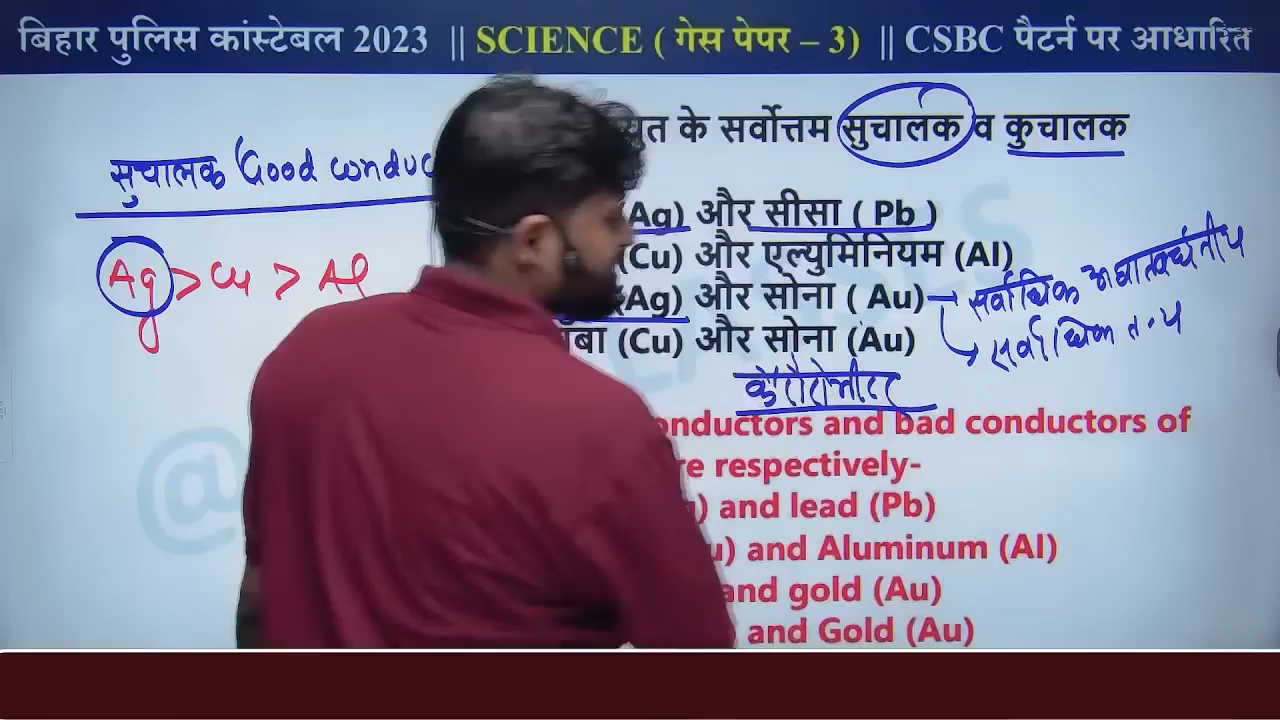 बिहार पुलिस कांस्टेबल 2023 || SCIENCE ( गेस पेपर – 3) || CSBC पैटर्न पर आधारित
के सर्वोत्तम सुचालक व कुचालक
सुचालक Good conduc
Ag) और सीसा ( Pb )
(Cu) और एल्युमिनियम (Al)
Ag > Cu > Al
(Ag) और सोना ( Au) → सर्वाधिक
(Cu) और सोना (Au) → सर्वाधिक
onductors and bad conductors of
re respectively-
) and lead (Pb)
u) and Aluminum (Al)
and gold (Au)
and Gold (Au)